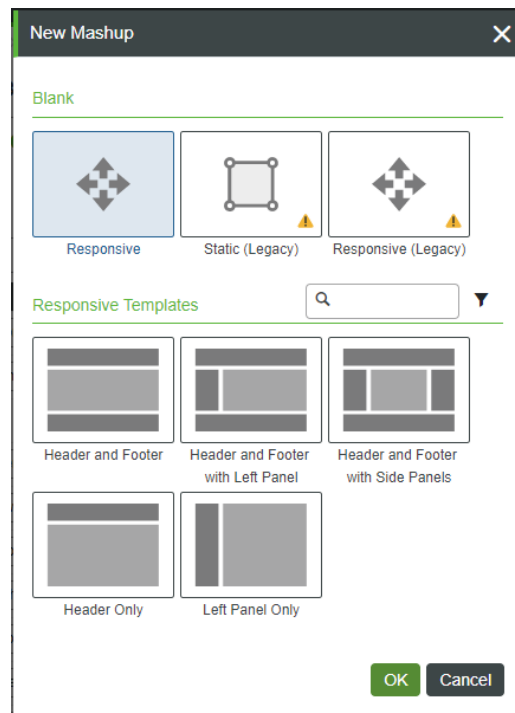 New Mashup
Blank
Responsive
Static (Legacy)
Responsive (Legacy)
Responsive Templates
Header and Footer
Header and Footer
with Left Panel
Header and Footer
with Side Panels
Header Only
Left Panel Only
OK
Cancel